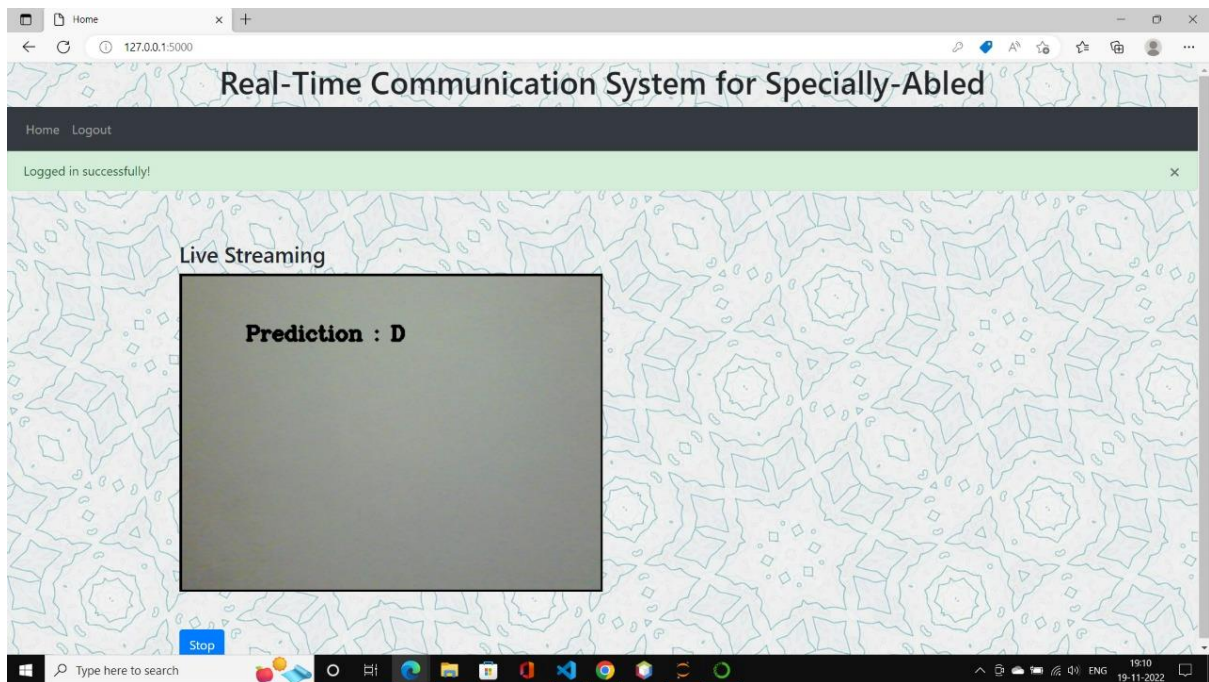 Home
127.0.0.1:5000
Real-Time Communication System for Specially-Abled
Home Logout
Logged in successfully!
Live Streaming
Prediction : D
Stop
Type here to search
ENG
19:10
19-11-2022